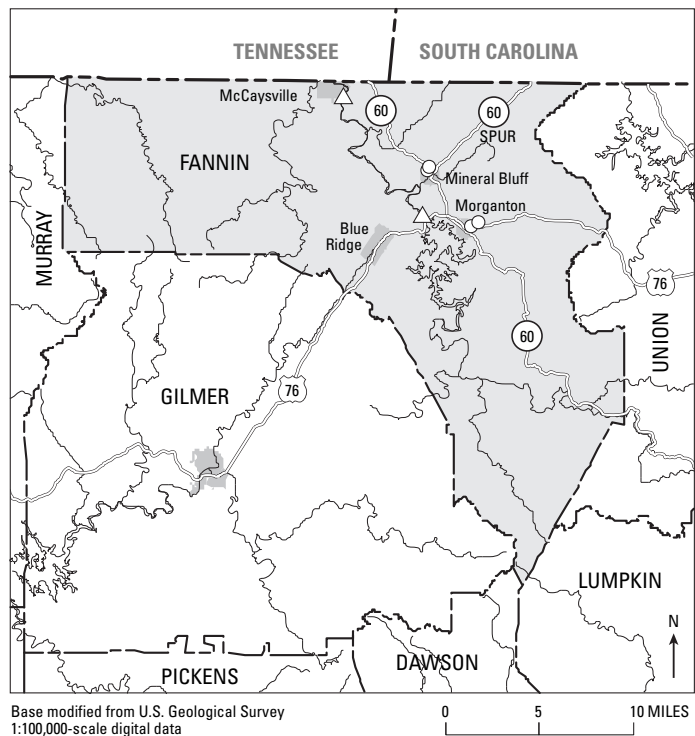 TENNESSEE
SOUTH CAROLINA
McCaysville
60
60
SPUR
FANNIN
Mineral Bluff
Morganton
Blue
Ridge
MURRAY
76
60
UNION
GILMER
76
LUMPKIN
N
PICKENS
DAWSON
Base modified from U.S. Geological Survey
1:100,000-scale digital data
0 5 10 MILES